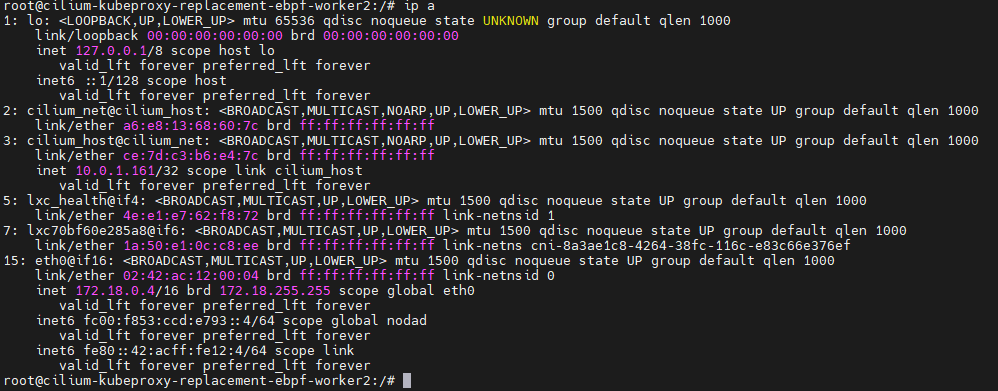 root@cilium-kubeproxy-replacement-ebpf-worker2:/# ip a
1: lo: <LOOPBACK,UP,LOWER_UP> mtu 65536 qdisc noqueue state UNKNOWN group default qlen 1000
    link/loopback 00:00:00:00:00:00 brd 00:00:00:00:00:00
    inet 127.0.0.1/8 scope host lo
       valid_lft forever preferred_lft forever
    inet6 ::1/128 scope host
       valid_lft forever preferred_lft forever
2: cilium_net@cilium_host: <BROADCAST,MULTICAST,NOARP,UP,LOWER_UP> mtu 1500 qdisc noqueue state UP group default qlen 1000
    link/ether a6:e8:13:68:60:7c brd ff:ff:ff:ff:ff:ff
3: cilium_host@cilium_net: <BROADCAST,MULTICAST,NOARP,UP,LOWER_UP> mtu 1500 qdisc noqueue state UP group default qlen 1000
    link/ether ce:7d:c3:b6:e4:7c brd ff:ff:ff:ff:ff:ff
    inet 10.0.1.161/32 scope link cilium_host
       valid_lft forever preferred_lft forever
5: lxc_health@if4: <BROADCAST,MULTICAST,UP,LOWER_UP> mtu 1500 qdisc noqueue state UP group default qlen 1000
    link/ether 4e:e1:e7:62:f8:72 brd ff:ff:ff:ff:ff:ff link-netnsid 1
7: lxc70bf60e285a8@if6: <BROADCAST,MULTICAST,UP,LOWER_UP> mtu 1500 qdisc noqueue state UP group default qlen 1000
    link/ether 1a:50:e1:0c:c8:ee brd ff:ff:ff:ff:ff:ff link-netns cni-8a3ae1c8-4264-38fc-116c-e83c66e376ef
15: eth0@if16: <BROADCAST,MULTICAST,UP,LOWER_UP> mtu 1500 qdisc noqueue state UP group default qlen 1000
    link/ether 02:42:ac:12:00:04 brd ff:ff:ff:ff:ff:ff link-netnsid 0
    inet 172.18.0.4/16 brd 172.18.255.255 scope global eth0
       valid_lft forever preferred_lft forever
    inet6 fc00:f853:ccd:e793::4/64 scope global nodad
       valid_lft forever preferred_lft forever
    inet6 fe80::42:acff:fe12:4/64 scope link
       valid_lft forever preferred_lft forever
root@cilium-kubeproxy-replacement-ebpf-worker2:/#